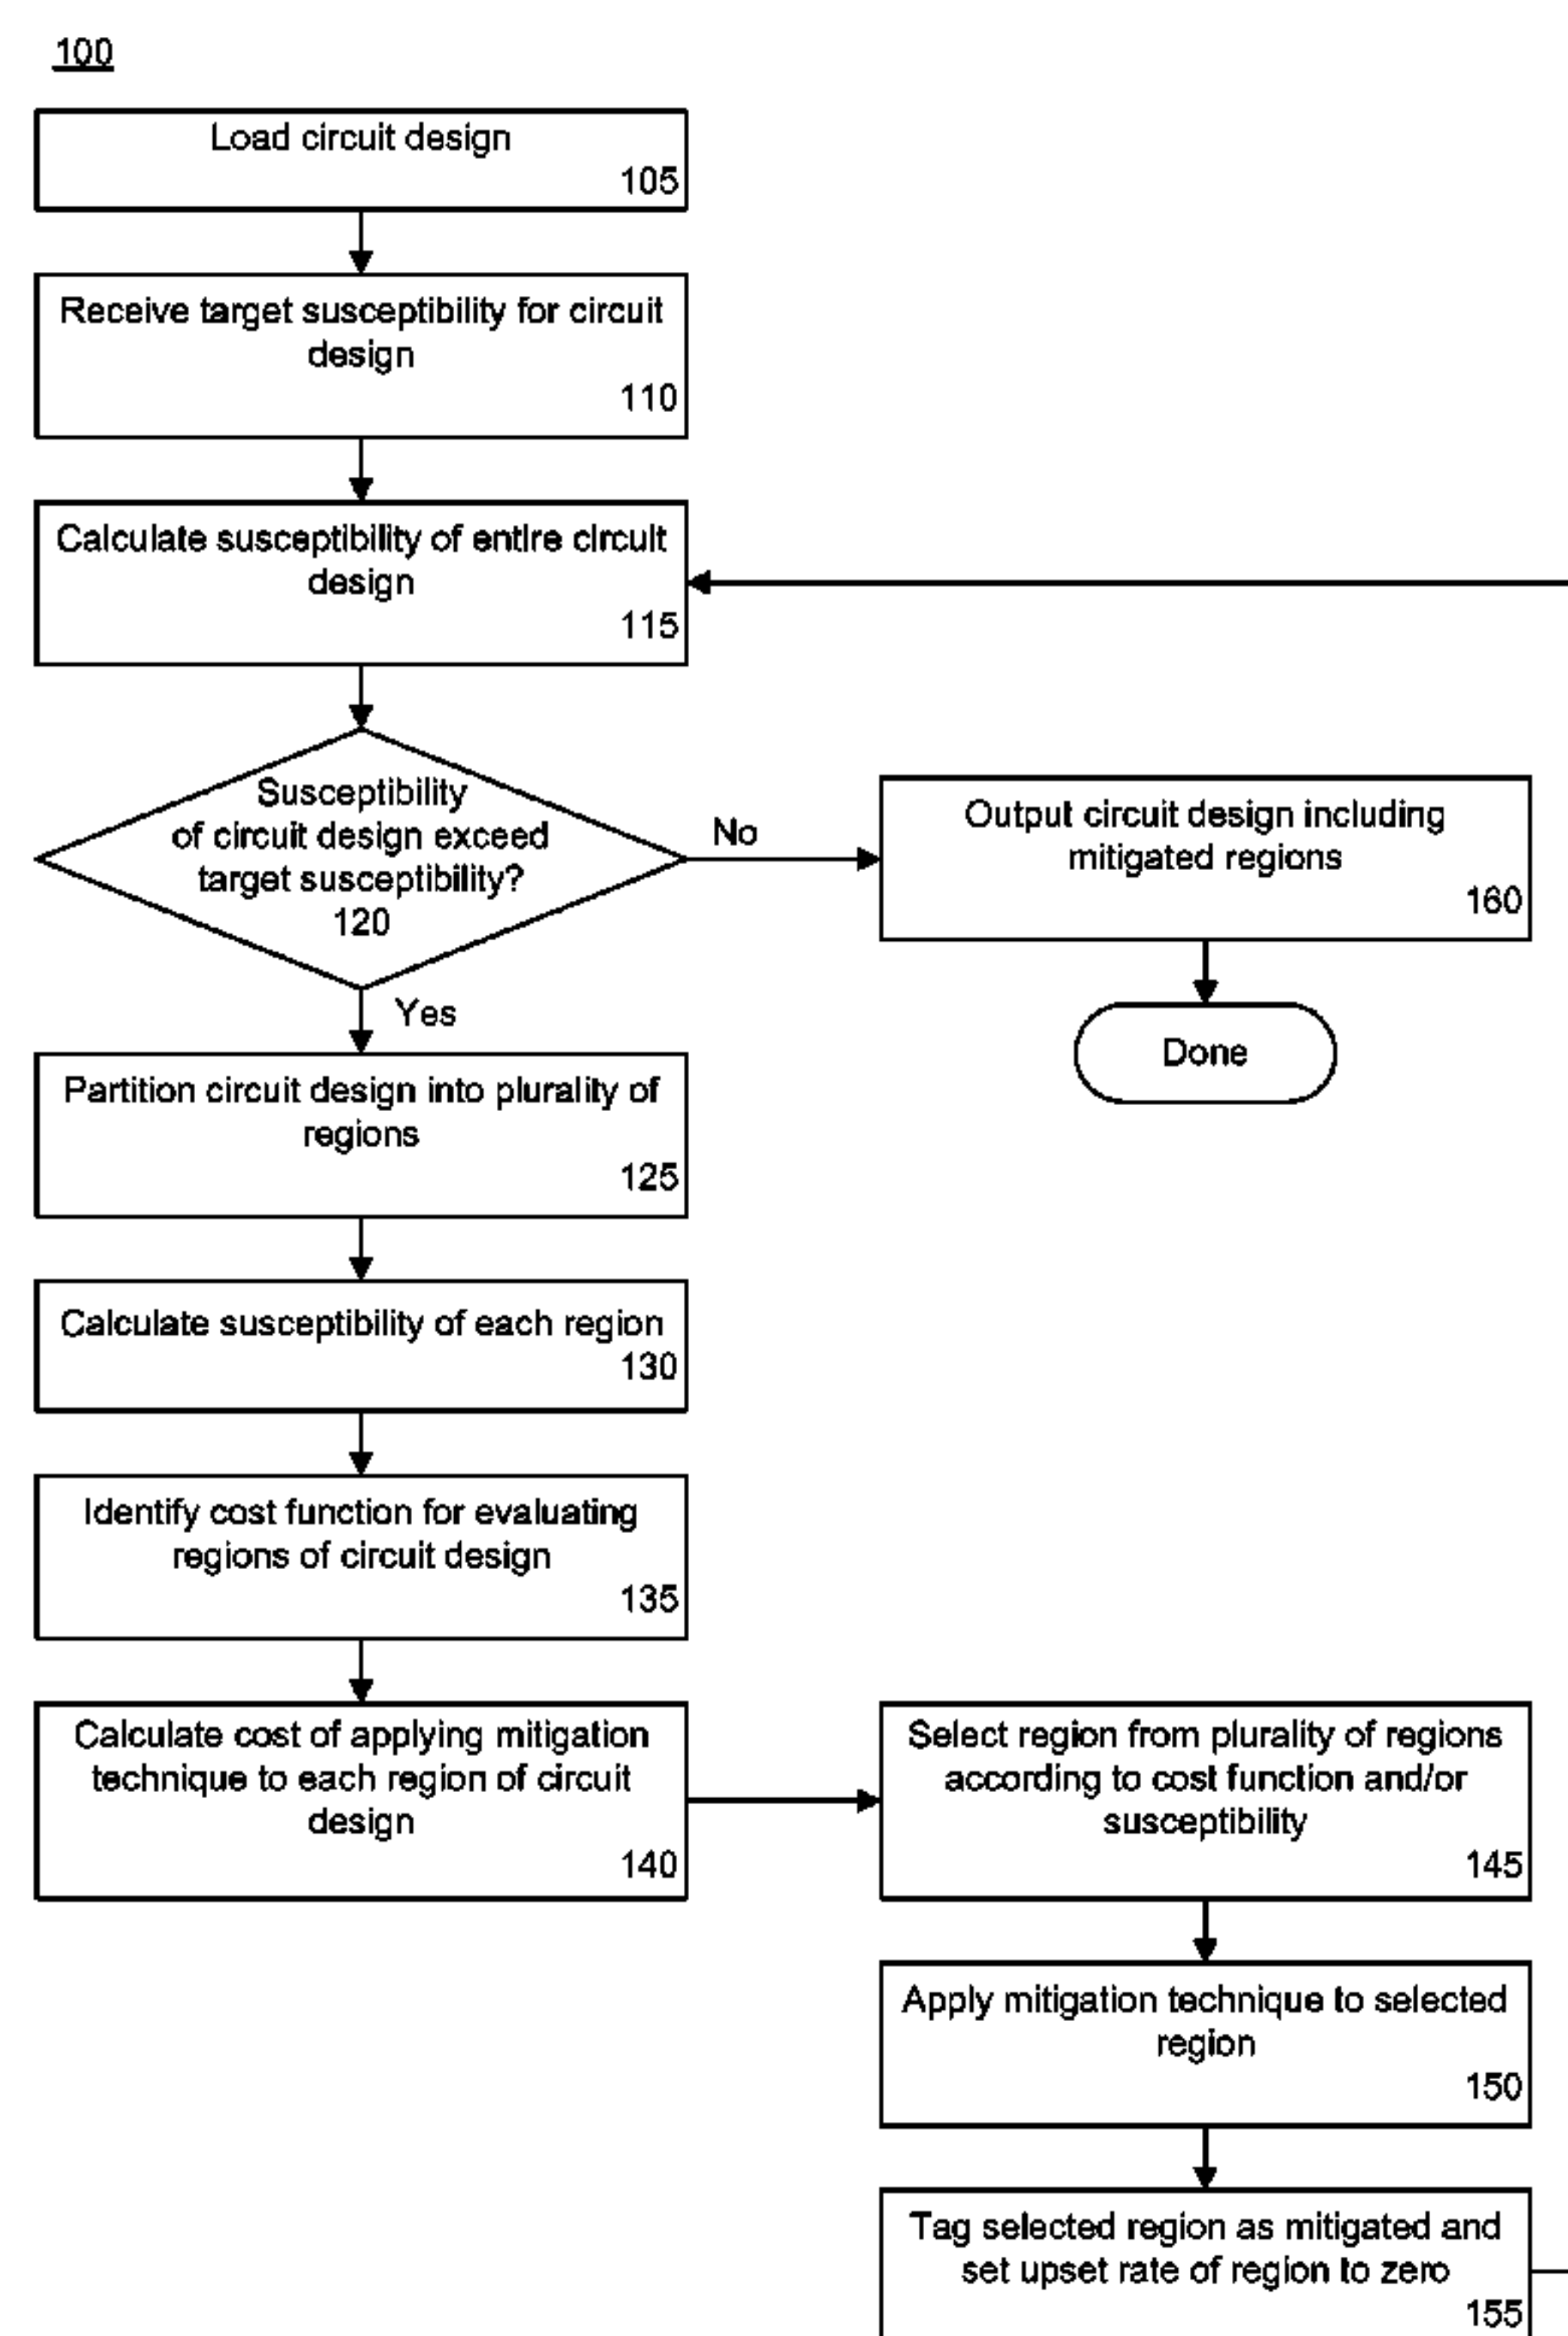 100
Load circuit design
105
Receive target susceptibility for circuit
design
110
Calculate susceptibility of entire circuit
design
115
Susceptibility
of circuit design exceed
target susceptibility?
120
No
Output circuit design including
mitigated regions
160
Done
Yes
Partition circuit design into plurality of
regions
125
Calculate susceptibility of each region
130
Identify cost function for evaluating
regions of circuit design
135
Calculate cost of applying mitigation
technique to each region of circuit
design
140
Select region from plurality of regions
according to cost function and/or
susceptibility
145
Apply mitigation technique to selected
region
150
Tag selected region as mitigated and
set upset rate of region to zero
155